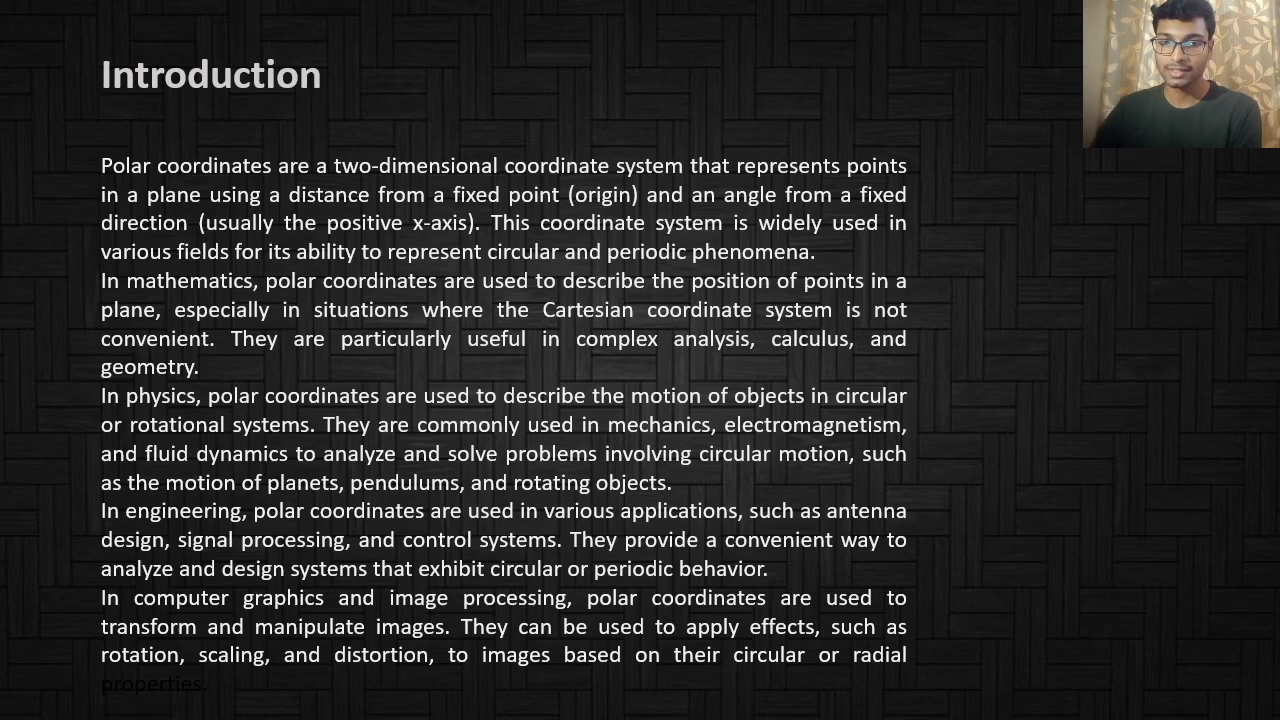 Introduction
Polar coordinates are a two-dimensional coordinate system that represents points
in a plane using a distance from a fixed point (origin) and an angle from a fixed
direction (usually the positive x-axis). This coordinate system is widely used in
various fields for its ability to represent circular and periodic phenomena.
In mathematics, polar coordinates are used to describe the position of points in a
plane, especially in situations where the Cartesian coordinate system is not
convenient. They are particularly useful in complex analysis, calculus, and
geometry.
In physics, polar coordinates are used to describe the motion of objects in circular
or rotational systems. They are commonly used in mechanics, electromagnetism,
and fluid dynamics to analyze and solve problems involving circular motion, such
as the motion of planets, pendulums, and rotating objects.
In engineering, polar coordinates are used in various applications, such as antenna
design, signal processing, and control systems. They provide a convenient way to
analyze and design systems that exhibit circular or periodic behavior.
In computer graphics and image processing, polar coordinates are used to
transform and manipulate images. They can be used to apply effects, such as
rotation, scaling, and distortion, to images based on their circular or radial
properties.